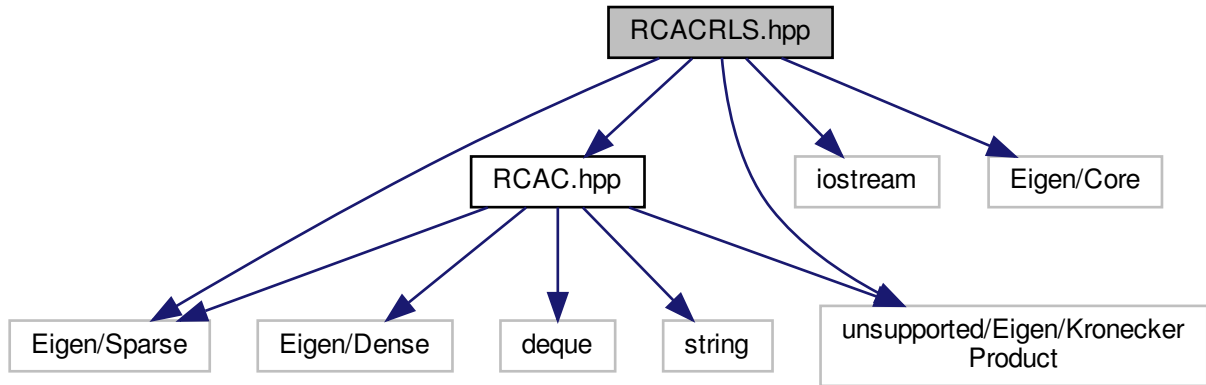 RCACRLS.hpp
RCAC.hpp
iostream
Eigen/Core
Eigen/Sparse
Eigen/Dense
deque
string
unsupported/Eigen/Kronecker
Product